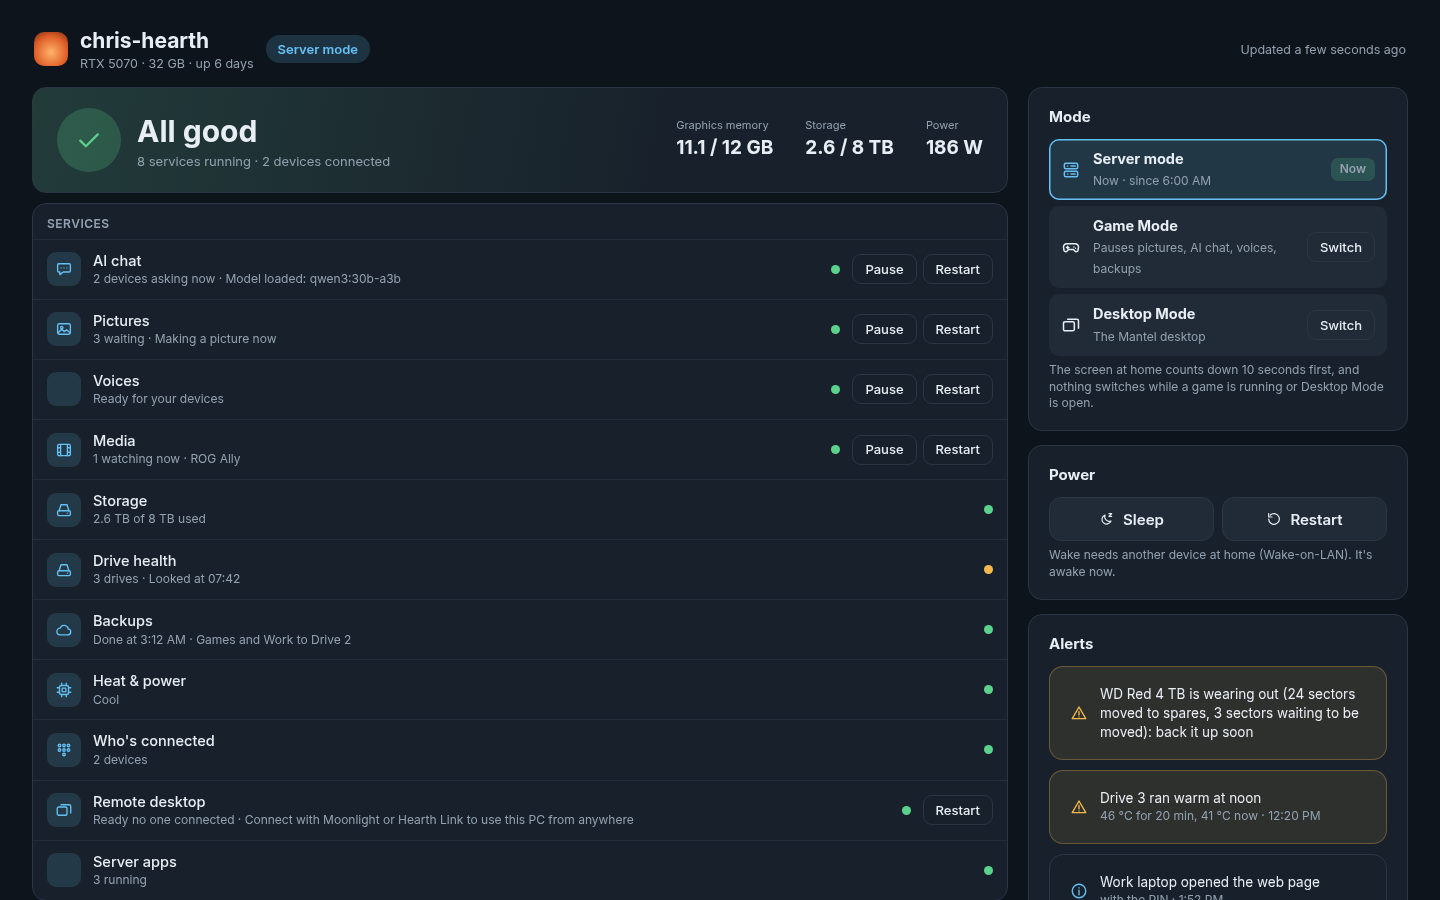 chris-hearth
RTX 5070 · 32 GB · up 6 days
Server mode
Updated a few seconds ago
All good
8 services running · 2 devices connected
Graphics memory
11.1 / 12 GB
Storage
2.6 / 8 TB
Power
186 W
SERVICES
AI chat
2 devices asking now · Model loaded: qwen3:30b-a3b
Pause
Restart
Pictures
3 waiting · Making a picture now
Pause
Restart
Voices
Ready for your devices
Pause
Restart
Media
1 watching now · ROG Ally
Pause
Restart
Storage
2.6 TB of 8 TB used
Drive health
3 drives · Looked at 07:42
Backups
Done at 3:12 AM · Games and Work to Drive 2
Heat & power
Cool
Who's connected
2 devices
Remote desktop
Ready no one connected · Connect with Moonlight or Hearth Link to use this PC from anywhere
Restart
Server apps
3 running
Mode
Server mode
Now · since 6:00 AM
Now
Game Mode
Pauses pictures, AI chat, voices,
backups
Switch
Desktop Mode
The Mantel desktop
Switch
The screen at home counts down 10 seconds first, and
nothing switches while a game is running or Desktop Mode
is open.
Power
Sleep
Restart
Wake needs another device at home (Wake-on-LAN). It's
awake now.
Alerts
WD Red 4 TB is wearing out (24 sectors
moved to spares, 3 sectors waiting to be
moved): back it up soon
Drive 3 ran warm at noon
46 °C for 20 min, 41 °C now · 12:20 PM
Work laptop opened the web page
with the PIN · 1:52 PM